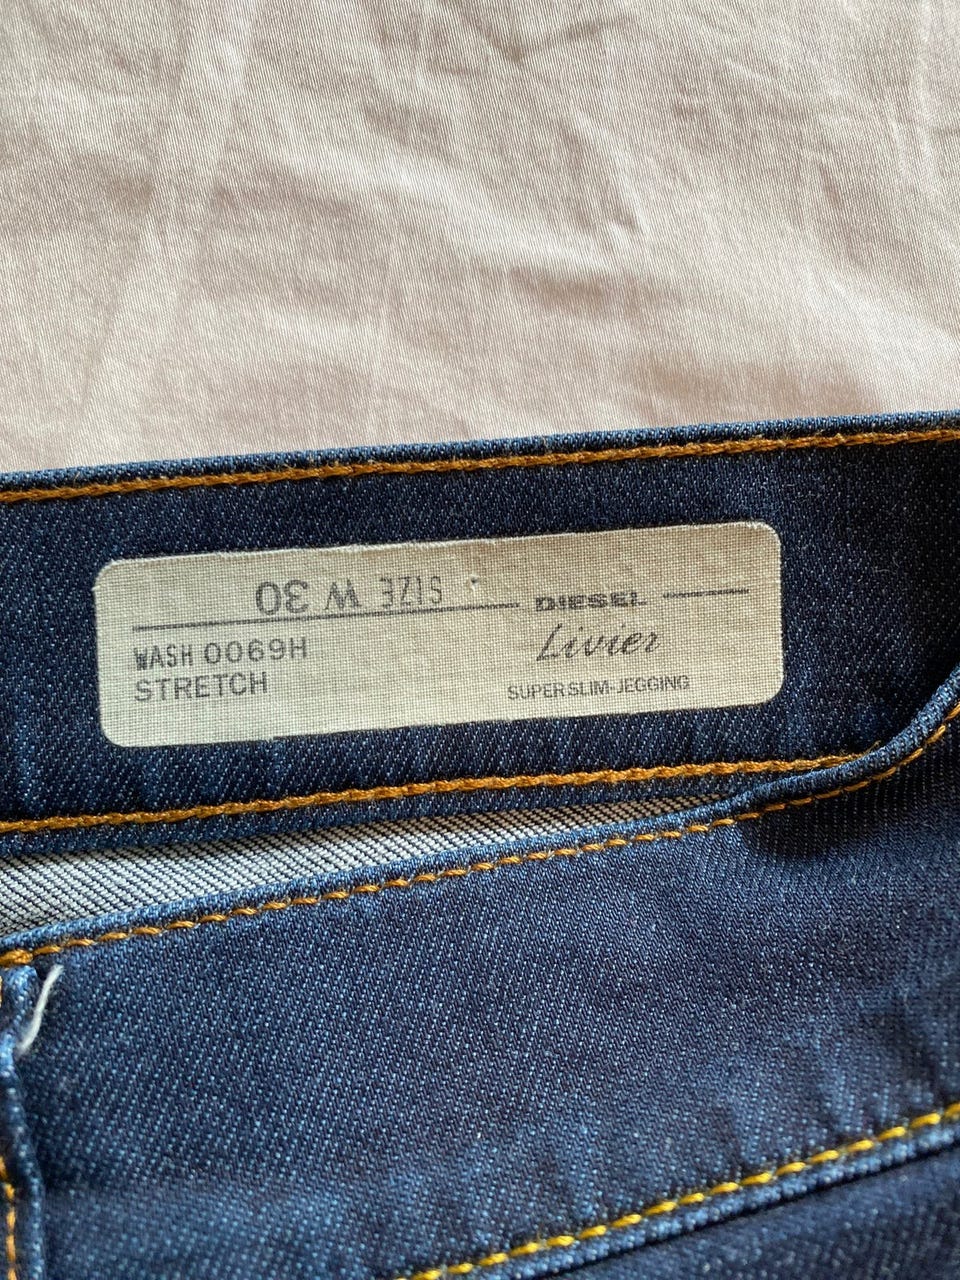 SIZE W 30
DIESEL
WASH 0069H
Livier
STRETCH
SUPER SLIM-JEGGING